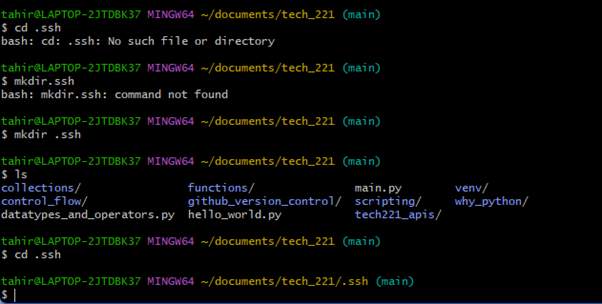 tahir@LAPTOP-2JTDBK37 MINGW64 ~/documents/tech_221 (main)
$ cd .ssh
bash: cd: .ssh: No such file or directory
tahir@LAPTOP-2JTDBK37 MINGW64 ~/documents/tech_221 (main)
$ mkdir.ssh
bash: mkdir.ssh: command not found
tahir@LAPTOP-2JTDBK37 MINGW64 ~/documents/tech_221 (main)
$ mkdir .ssh
tahir@LAPTOP-2JTDBK37 MINGW64 ~/documents/tech_221 (main)
$ ls
collections/ functions/ main.py venv/
control_flow/ github_version_control/ scripting/ why_python/
datatypes_and_operators.py hello_world.py tech221_apis/
tahir@LAPTOP-2JTDBK37 MINGW64 ~/documents/tech_221 (main)
$ cd .ssh
tahir@LAPTOP-2JTDBK37 MINGW64 ~/documents/tech_221/.ssh (main)
$